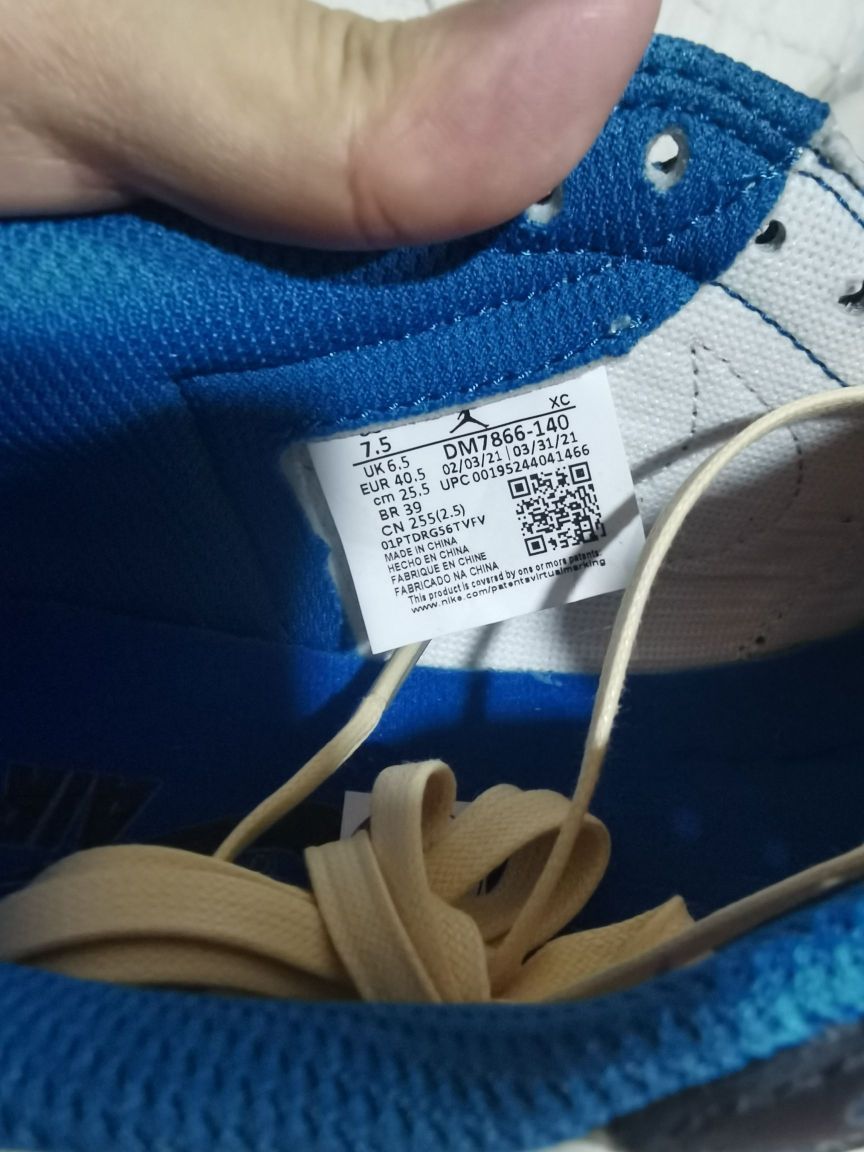 XC
7.5
UK 6.5
EUR 40.5
cm 25.5
BR 39
CN 255(2.5)
DM7866-140
02/03/21 | 03/31/21
UPC 00195244041466
01PTDRG56TVFV
MADE IN CHINA
HECHO EN CHINA
FABRIQUE EN CHINE
FABRICADO NA CHINA
This product is covered by one or more patents
www.nike.com/patentsvirtualmarking